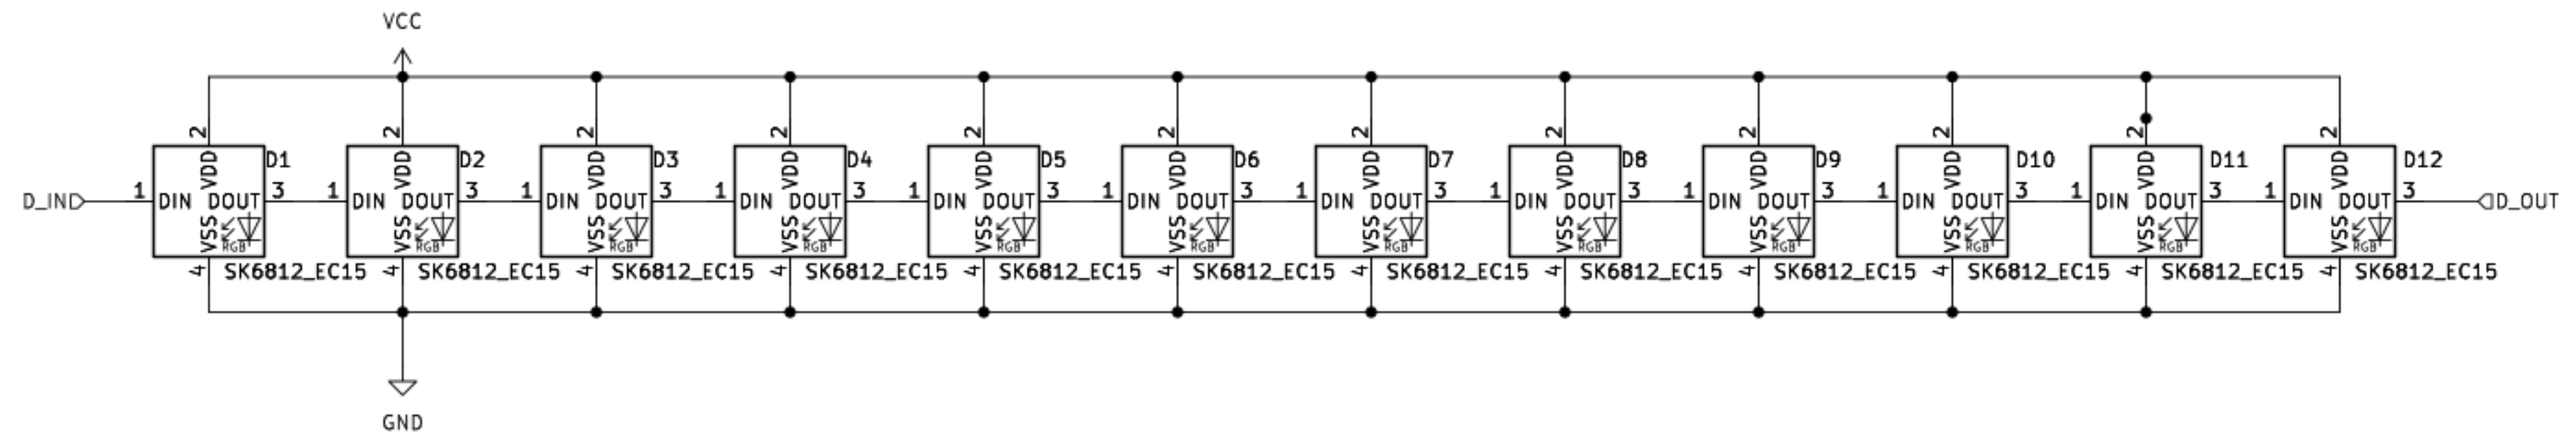 VCC
2 2 2 2 2 2 2 2 2 2 2 2
D1 D2 D3 D4 D5 D6 D7 D8 D9 D10 D11 D12
VDD VDD VDD VDD VDD VDD VDD VDD VDD VDD VDD VDD
D_IN 1 DIN DOUT 3 1 DIN DOUT 3 1 DIN DOUT 3 1 DIN DOUT 3 1 DIN DOUT 3 1 DIN DOUT 3 1 DIN DOUT 3 1 DIN DOUT 3 1 DIN DOUT 3 1 DIN DOUT 3 1 DIN DOUT 3 1 DIN DOUT 3 D_OUT
VSS VSS VSS VSS VSS VSS VSS VSS VSS VSS VSS VSS
RGB RGB RGB RGB RGB RGB RGB RGB RGB RGB RGB RGB
4 SK6812_EC15 4 SK6812_EC15 4 SK6812_EC15 4 SK6812_EC15 4 SK6812_EC15 4 SK6812_EC15 4 SK6812_EC15 4 SK6812_EC15 4 SK6812_EC15 4 SK6812_EC15 4 SK6812_EC15 4 SK6812_EC15
GND